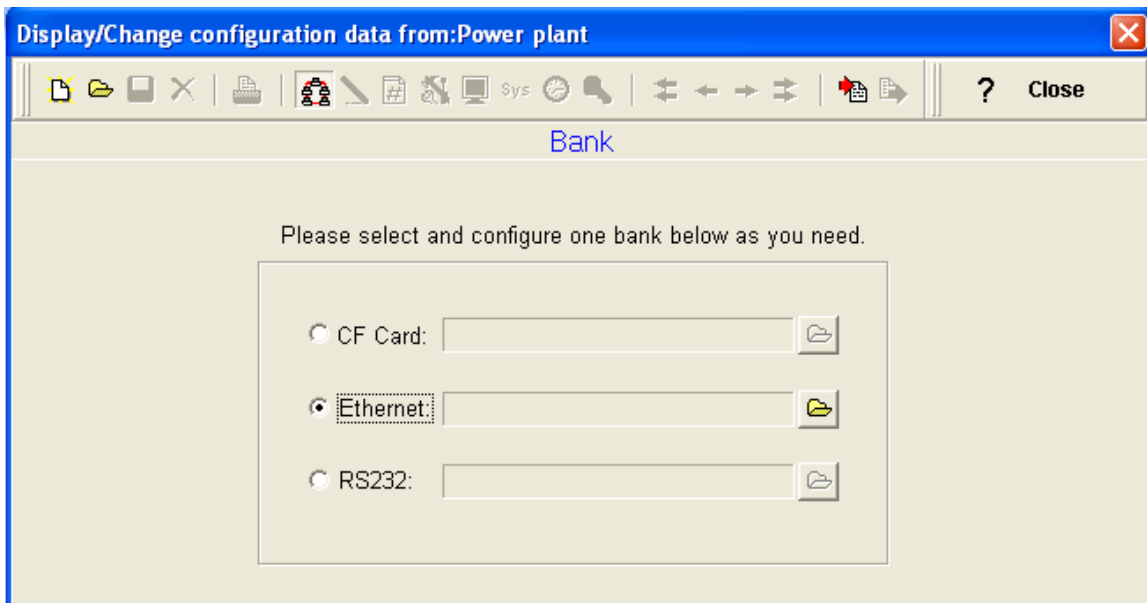 Display/Change configuration data from:Power plant
# Sys ? Close
Bank
Please select and configure one bank below as you need.
CF Card:
Ethernet:
RS232: